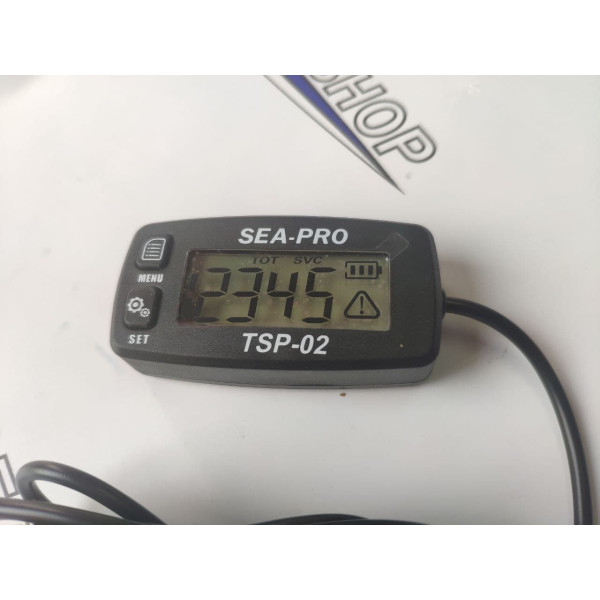 SHOP
SEA-PRO
TOT SVC
2345
MENU
SET
TSP-02